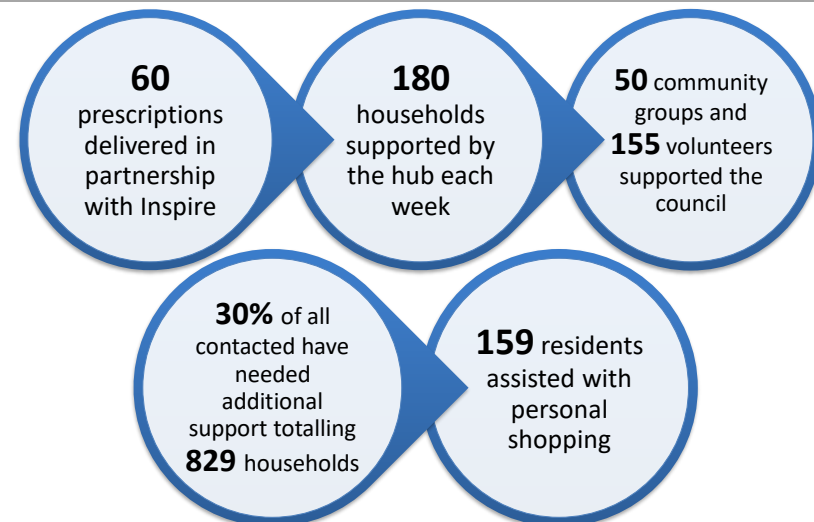 60
prescriptions
delivered in
partnership
with Inspire
180
households
supported by
the hub each
week
50 community
groups and
155 volunteers
supported the
council
30% of all
contacted have
needed
additional
support totalling
829 households
159 residents
assisted with
personal
shopping